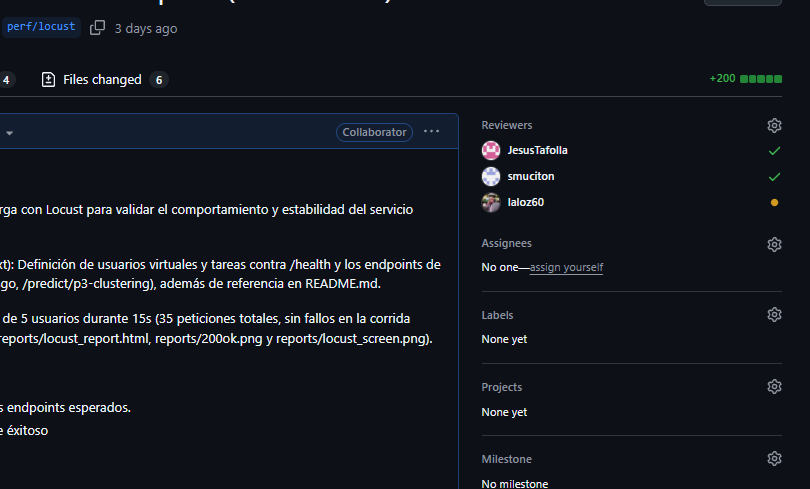 perf/locust 3 days ago
4 Files changed 6
+200
Collaborator
rga con Locust para validar el comportamiento y estabilidad del servicio
xt): Definición de usuarios virtuales y tareas contra /health y los endpoints de
go, /predict/p3-clustering), además de referencia en README.md.
de 5 usuarios durante 15s (35 peticiones totales, sin fallos en la corrida
reports/locust_report.html, reports/200ok.png y reports/locust_screen.png).
s endpoints esperados.
e éxitoso
Reviewers
JesusTafolla
smuciton
laloz60
Assignees
No one—assign yourself
Labels
None yet
Projects
None yet
Milestone
No milestone